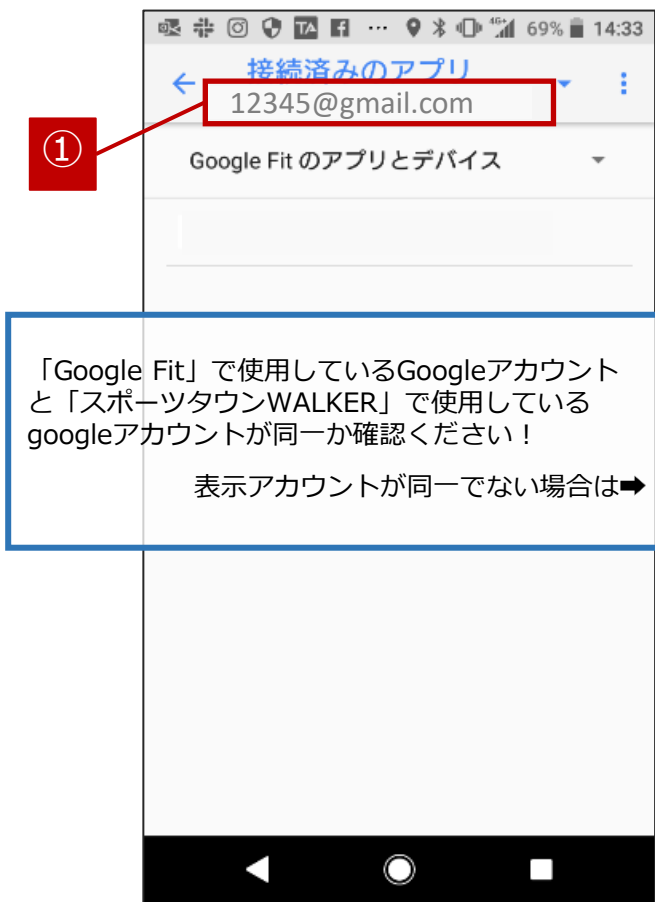 69% 14:33
接続済みのアプリ
12345@gmail.com
①
Google Fit のアプリとデバイス
「Google Fit」で使用しているGoogleアカウント
と「スポーツタウンWALKER」で使用している
googleアカウントが同一か確認ください！
表示アカウントが同一でない場合は➡